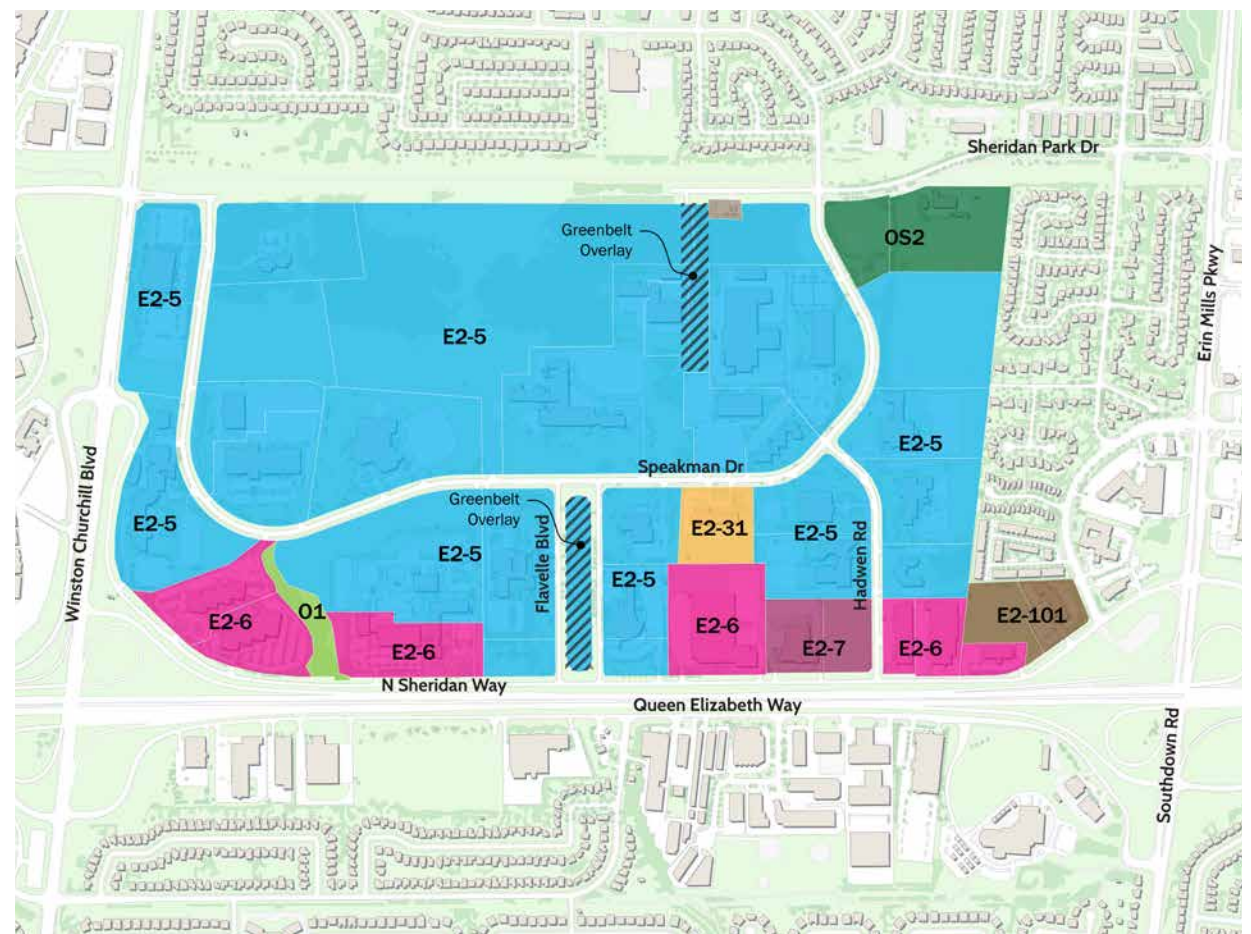 Sheridan Park Dr
Greenbelt
Overlay
OS2
E2-5
E2-5
Erin Mills Pkwy
E2-5
Speakman Dr
Greenbelt
Overlay
Winston Churchill Blvd
E2-5
E2-5
Flavelle Blvd
E2-5
E2-31
E2-5
Hadwen Rd
E2-6
O1
E2-6
E2-6
E2-7
E2-6
E2-101
N Sheridan Way
Queen Elizabeth Way
Southdown Rd